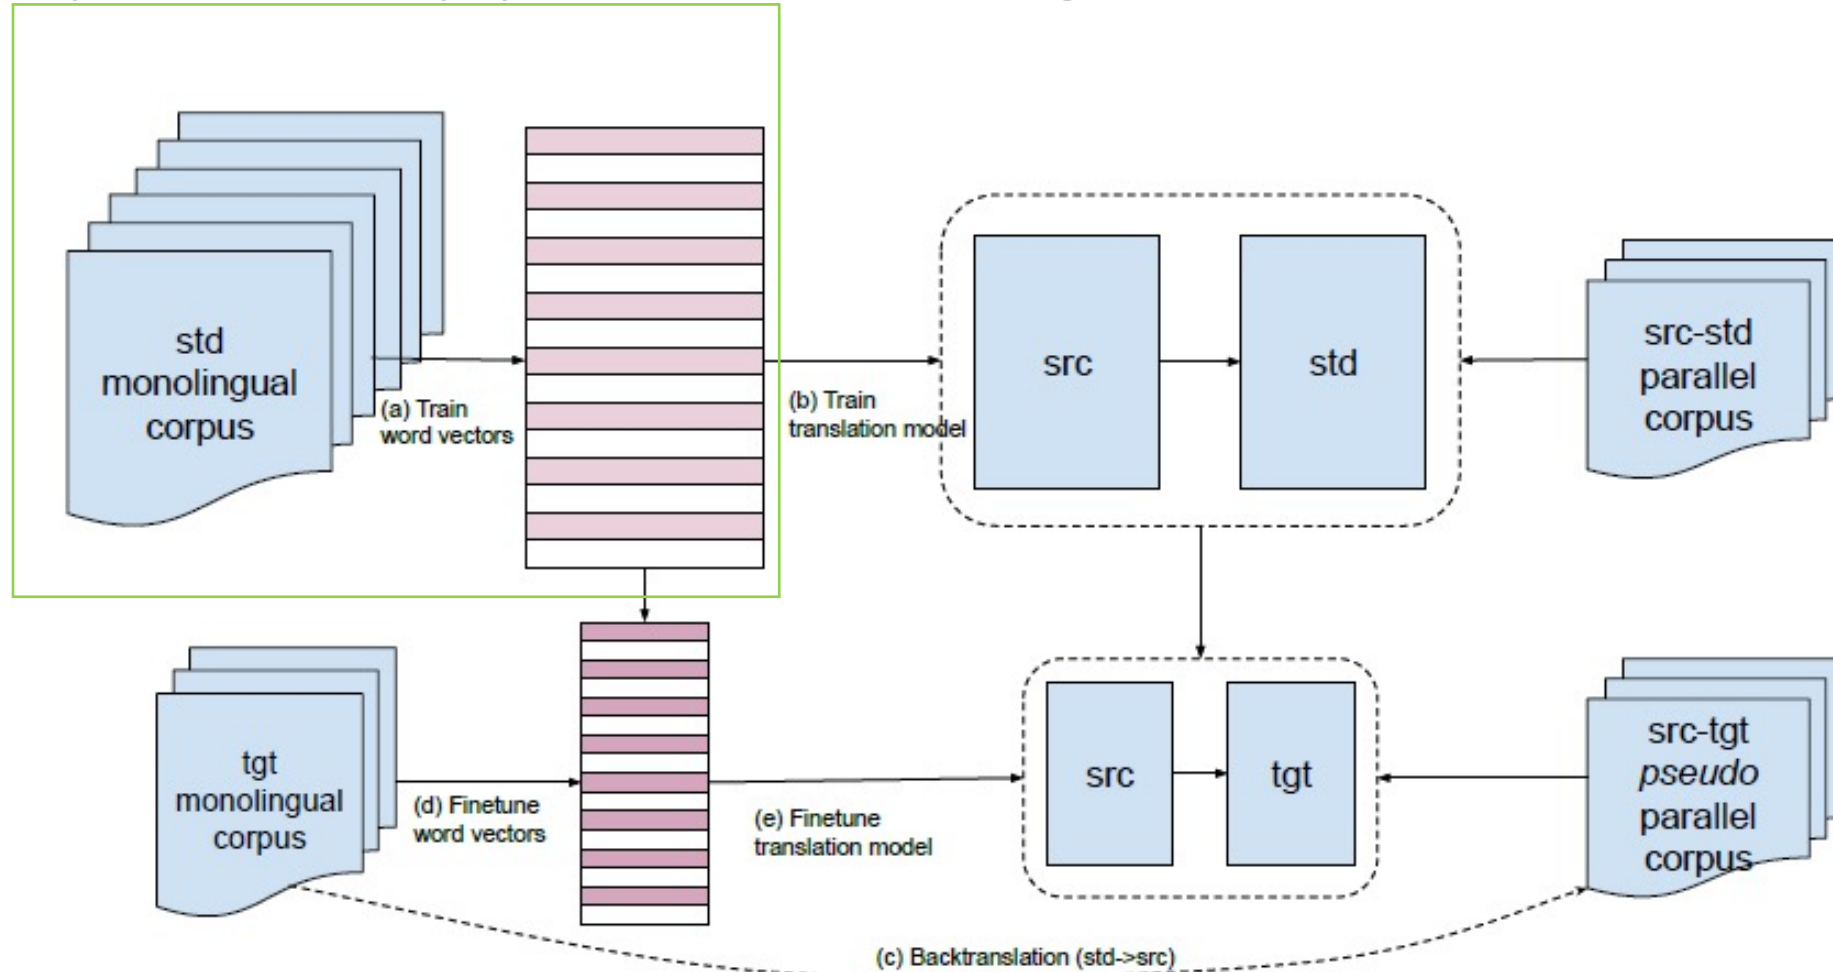 std
monolingual
corpus
(a) Train
word vectors
(b) Train
translation model
src
std
src-std
parallel
corpus
tgt
monolingual
corpus
(d) Finetune
word vectors
(e) Finetune
translation model
src
tgt
src-tgt
pseudo
parallel
corpus
(c) Backtranslation (std->src)